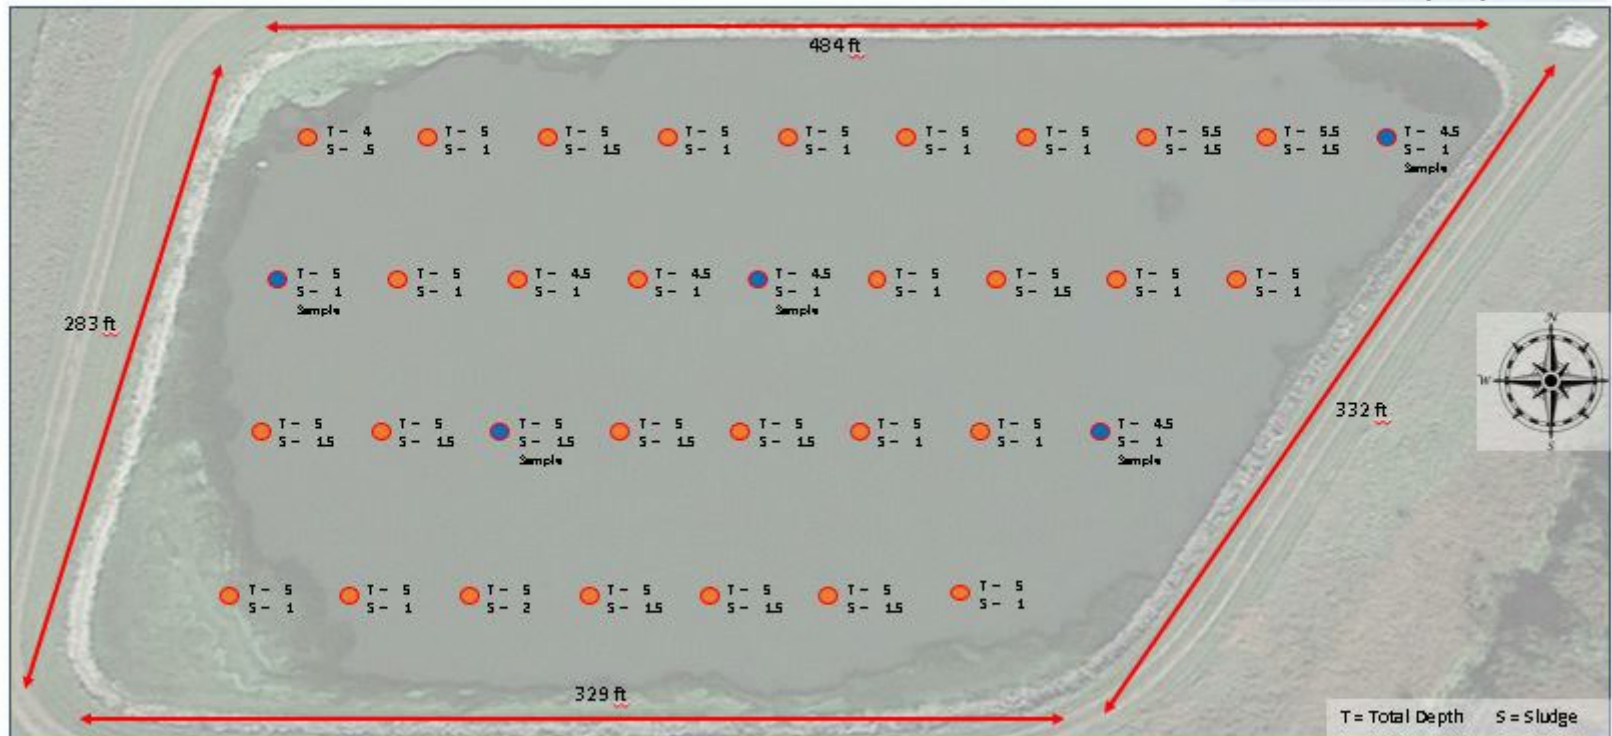 484 ft
T - 4
S - .5
T - 5
S - 1
T - 5
S - 1.5
T - 5
S - 1
T - 5
S - 1
T - 5
S - 1
T - 5
S - 1
T - 5.5
S - 1.5
T - 5.5
S - 1.5
T - 4.5
S - 1
Sample
T - 5
S - 1
Sample
T - 5
S - 1
T - 4.5
S - 1
T - 4.5
S - 1
T - 4.5
S - 1
Sample
T - 5
S - 1
T - 5
S - 1.5
T - 5
S - 1
T - 5
S - 1
283 ft
N
W
S
332 ft
T - 5
S - 1.5
T - 5
S - 1.5
T - 5
S - 1.5
Sample
T - 5
S - 1.5
T - 5
S - 1.5
T - 5
S - 1
T - 5
S - 1
T - 4.5
S - 1
Sample
T - 5
S - 1
T - 5
S - 1
T - 5
S - 2
T - 5
S - 1.5
T - 5
S - 1.5
T - 5
S - 1.5
T - 5
S - 1
329 ft
T = Total Depth S = Sludge